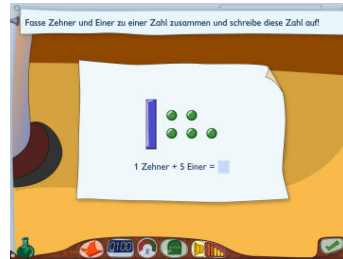 Fasse Zehner und Einer zu einer Zahl zusammen und schreibe diese Zahl auf!
1 Zehner + 5 Einer =